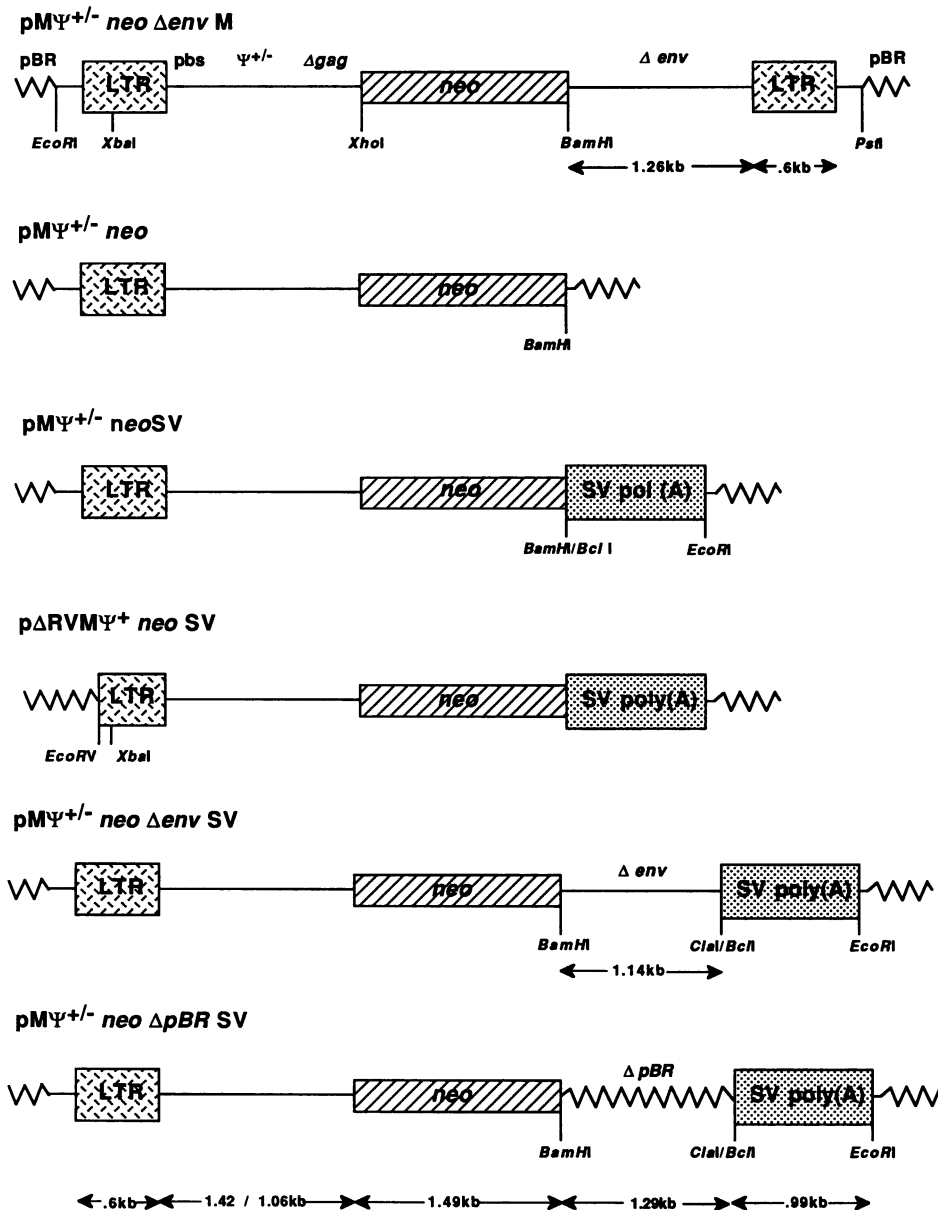 pMΨ+/- neo Δenv M
pBR LTR pbs Ψ+/- Δgag neo Δ env LTR pBR
EcoRI XbaI XhoI BamHI PstI
1.26kb .6kb
pMΨ+/- neo
LTR neo
BamHI
pMΨ+/- neoSV
LTR neo SV pol (A)
BamHI/Bcl I EcoRI
pΔRVMΨ+ neo SV
LTR neo SV poly(A)
EcoRV XbaI
pMΨ+/- neo Δenv SV
LTR neo Δ env SV poly(A)
BamHI ClaI/BclI EcoRI
1.14kb
pMΨ+/- neo ΔpBR SV
LTR neo Δ pBR SV poly(A)
BamHI ClaI/BclI EcoRI
.6kb 1.42 / 1.06kb 1.49kb 1.29kb .99kb